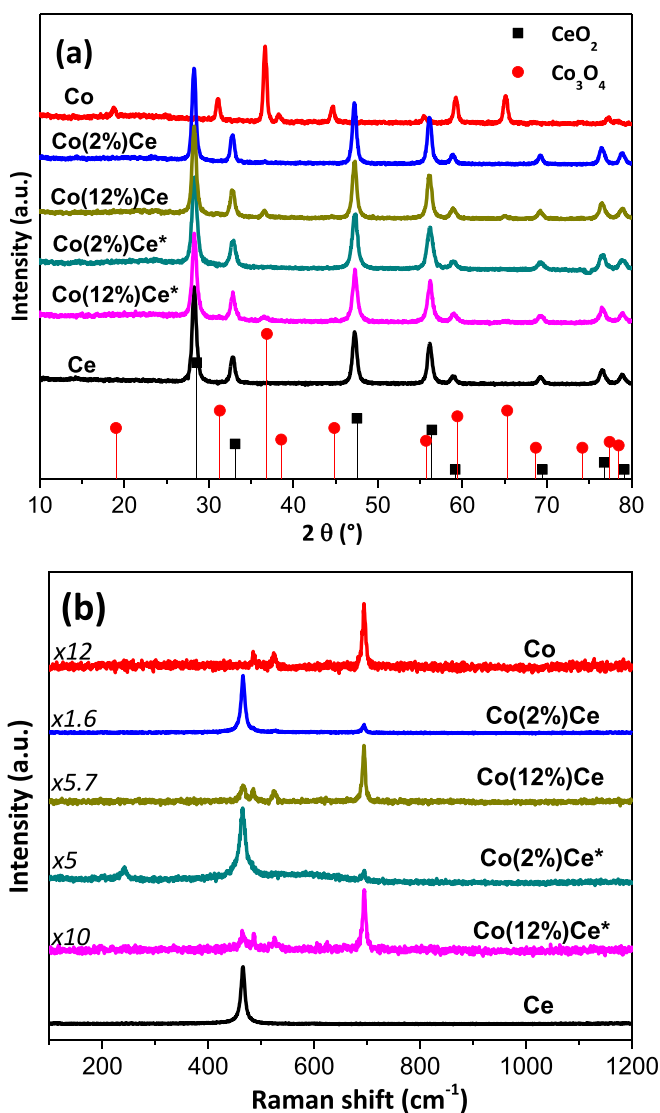 (a)
CeO2
Co3O4
Co
Co(2%)Ce
Co(12%)Ce
Co(2%)Ce*
Co(12%)Ce*
Ce
Intensity (a.u.)
10 20 30 40 50 60 70 80
2 θ (°)
(b)
x12 Co
x1.6 Co(2%)Ce
x5.7 Co(12%)Ce
x5 Co(2%)Ce*
x10 Co(12%)Ce*
Ce
Intensity (a.u.)
200 400 600 800 1000 1200
Raman shift (cm-1)